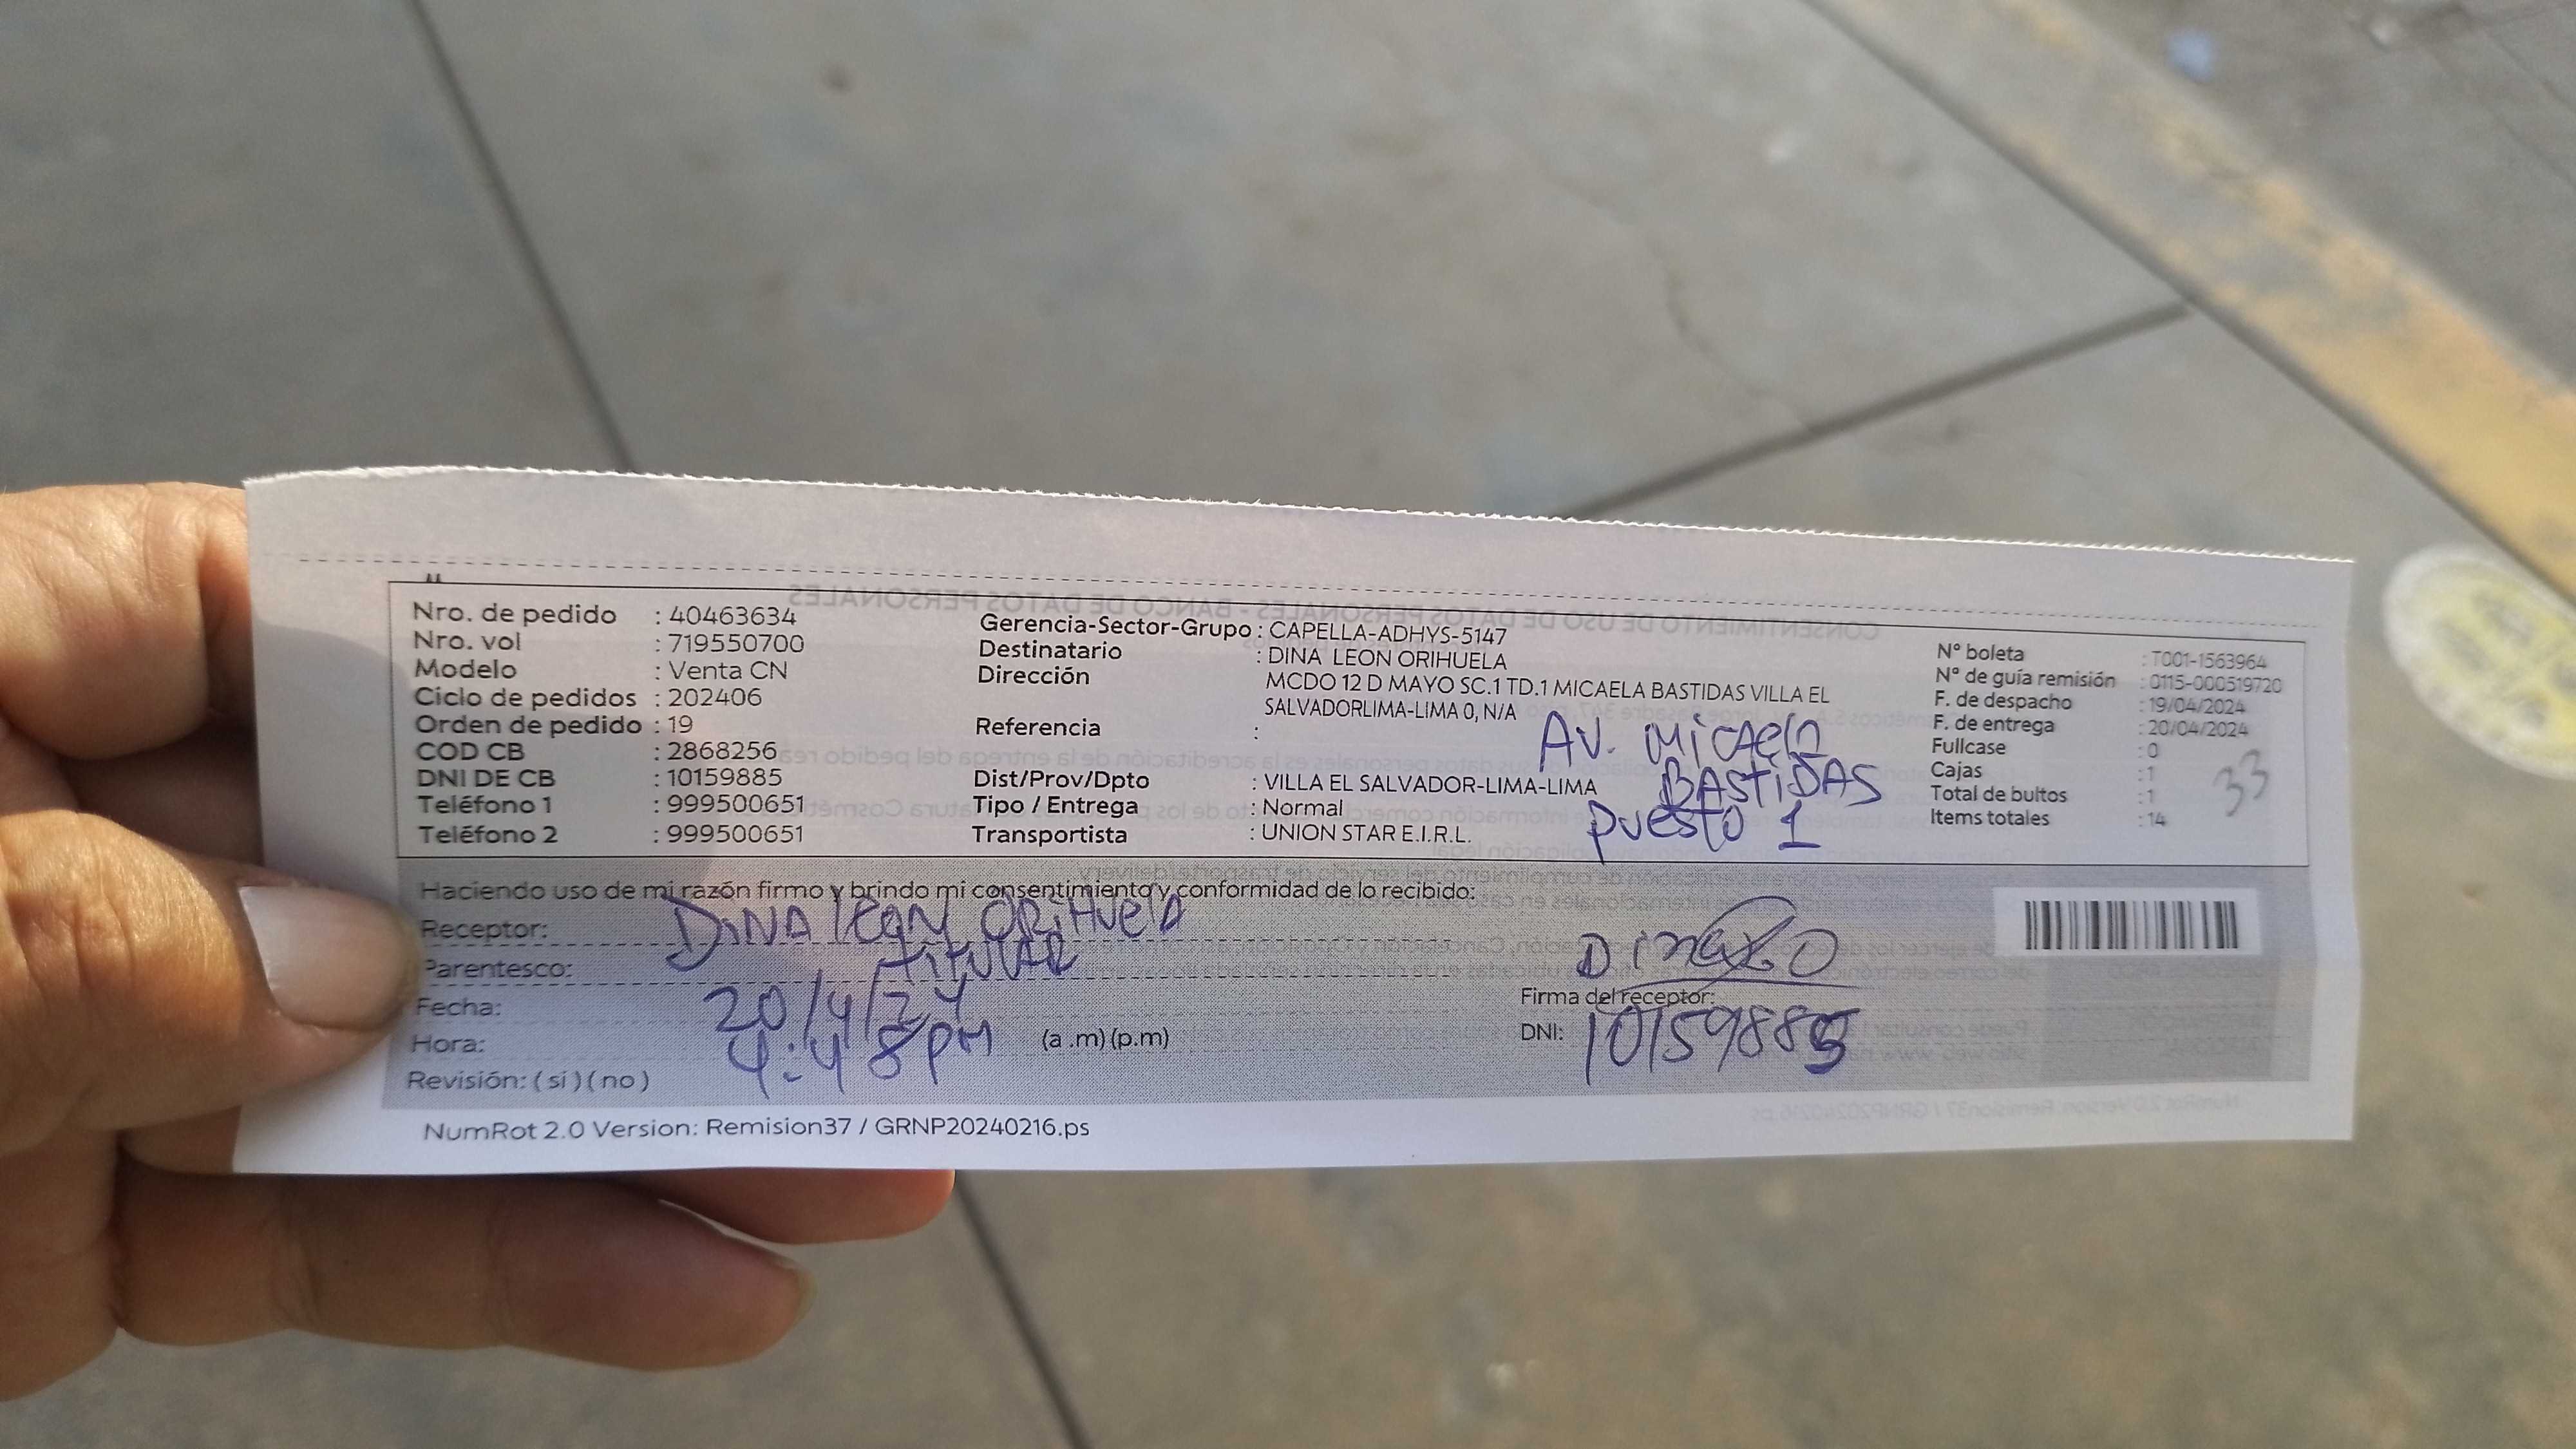 Nro. de pedido : 40463634
Nro. vol : 719550700
Modelo : Venta CN
Ciclo de pedidos : 202406
Orden de pedido : 19
COD CB : 2868256
DNI DE CB : 10159885
Teléfono 1 : 999500651
Teléfono 2 : 999500651
Gerencia-Sector-Grupo : CAPELLA-ADHYS-5147
Destinatario : DINA LEON ORIHUELA
Dirección MCDO 12 D MAYO SC.1 TD.1 MICAELA BASTIDAS VILLA EL
SALVADORLIMA-LIMA 0, N/A
Referencia :
AV. MICAELA
BASTIDAS
Puesto 1
Dist/Prov/Dpto : VILLA EL SALVADOR-LIMA-LIMA
Tipo / Entrega : Normal
Transportista : UNION STAR E.I.R.L.
N° boleta : T001-1563964
N° de guía remisión : 0115-000519720
F. de despacho : 19/04/2024
F. de entrega : 20/04/2024
Fullcase : 0
Cajas : 1
Total de bultos : 1
Items totales : 14
33
Haciendo uso de mi razón firmo y brindo mi consentimiento y conformidad de lo recibido:
Receptor: DINA LEON ORIHUELA
Parentesco: TITULAR
Fecha: 20/4/24
Hora: 4:48 PM (a .m) (p.m)
Revisión: ( si ) ( no )
Firma del receptor:
DNI: 10159885
NumRot 2.0 Version: Remision37 / GRNP20240216.ps